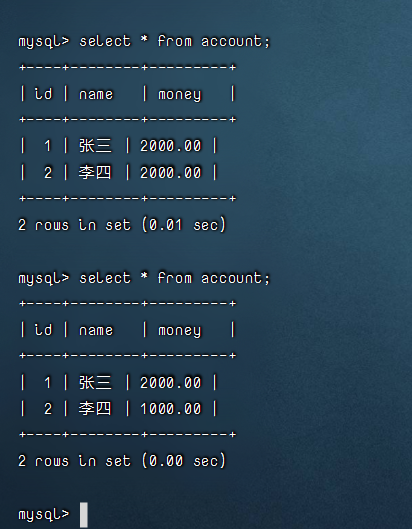 mysql> select * from account;
+----+--------+---------+
| id | name   | money   |
+----+--------+---------+
|  1 | 张三 | 2000.00 |
|  2 | 李四 | 2000.00 |
+----+--------+---------+
2 rows in set (0.01 sec)
mysql> select * from account;
+----+--------+---------+
| id | name   | money   |
+----+--------+---------+
|  1 | 张三 | 2000.00 |
|  2 | 李四 | 1000.00 |
+----+--------+---------+
2 rows in set (0.00 sec)
mysql>